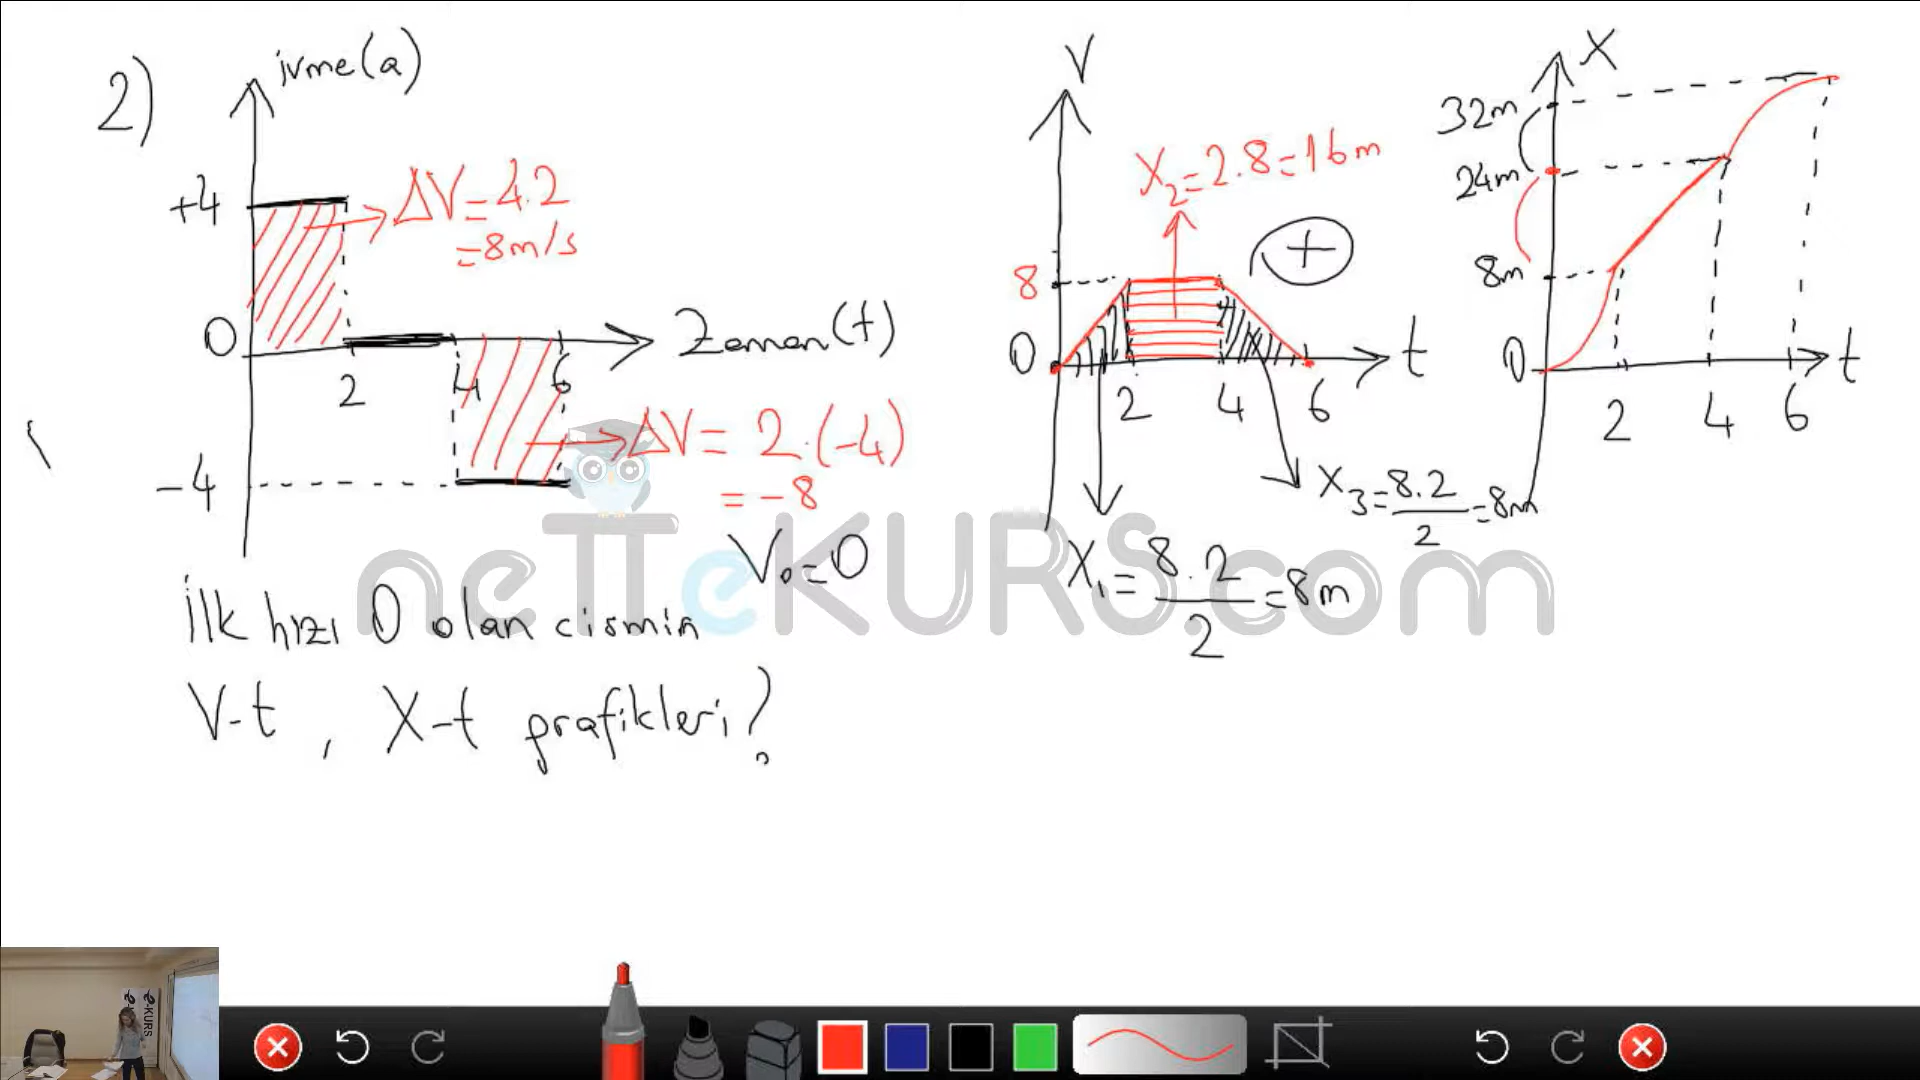 2)
ivme(a)
+4
ΔV=4.2
=8m/s
0
Zaman(t)
2
4
6
-4
ΔV=2.(-4)
=-8
V₀=0
İlk hızı 0 olan cismin
V-t, X-t grafikleri?
V
X₂=2.8=16m
+
8
0
t
2
4
6
X₁=8.2/2=8m
X₃=8.2/2=8m
X
32m
24m
8m
0
t
2
4
6
neTTeKURS.com
e-KURS
e-KURS